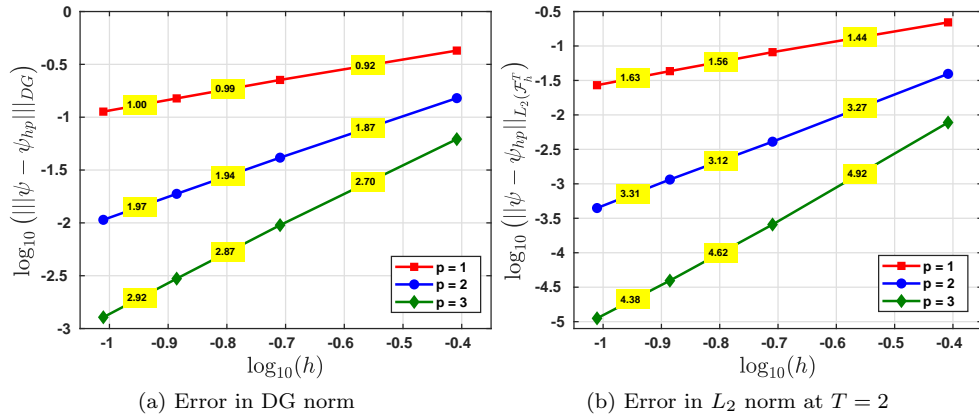 0
-0.5
-1
-1.5
-2
-2.5
-3
log₁₀(|||ψ − ψₕₚ|||_DG)
1.00
0.99
0.92
1.97
1.94
1.87
2.92
2.87
2.70
p = 1
p = 2
p = 3
-1 -0.9 -0.8 -0.7 -0.6 -0.5 -0.4
log₁₀(h)
(a) Error in DG norm
-0.5
-1
-1.5
-2
-2.5
-3
-3.5
-4
-4.5
-5
log₁₀(||ψ − ψₕₚ||_{L₂(ℱₕᵀ)})
1.63
1.56
1.44
3.31
3.12
3.27
4.38
4.62
4.92
p = 1
p = 2
p = 3
-1 -0.9 -0.8 -0.7 -0.6 -0.5 -0.4
log₁₀(h)
(b) Error in L₂ norm at T = 2